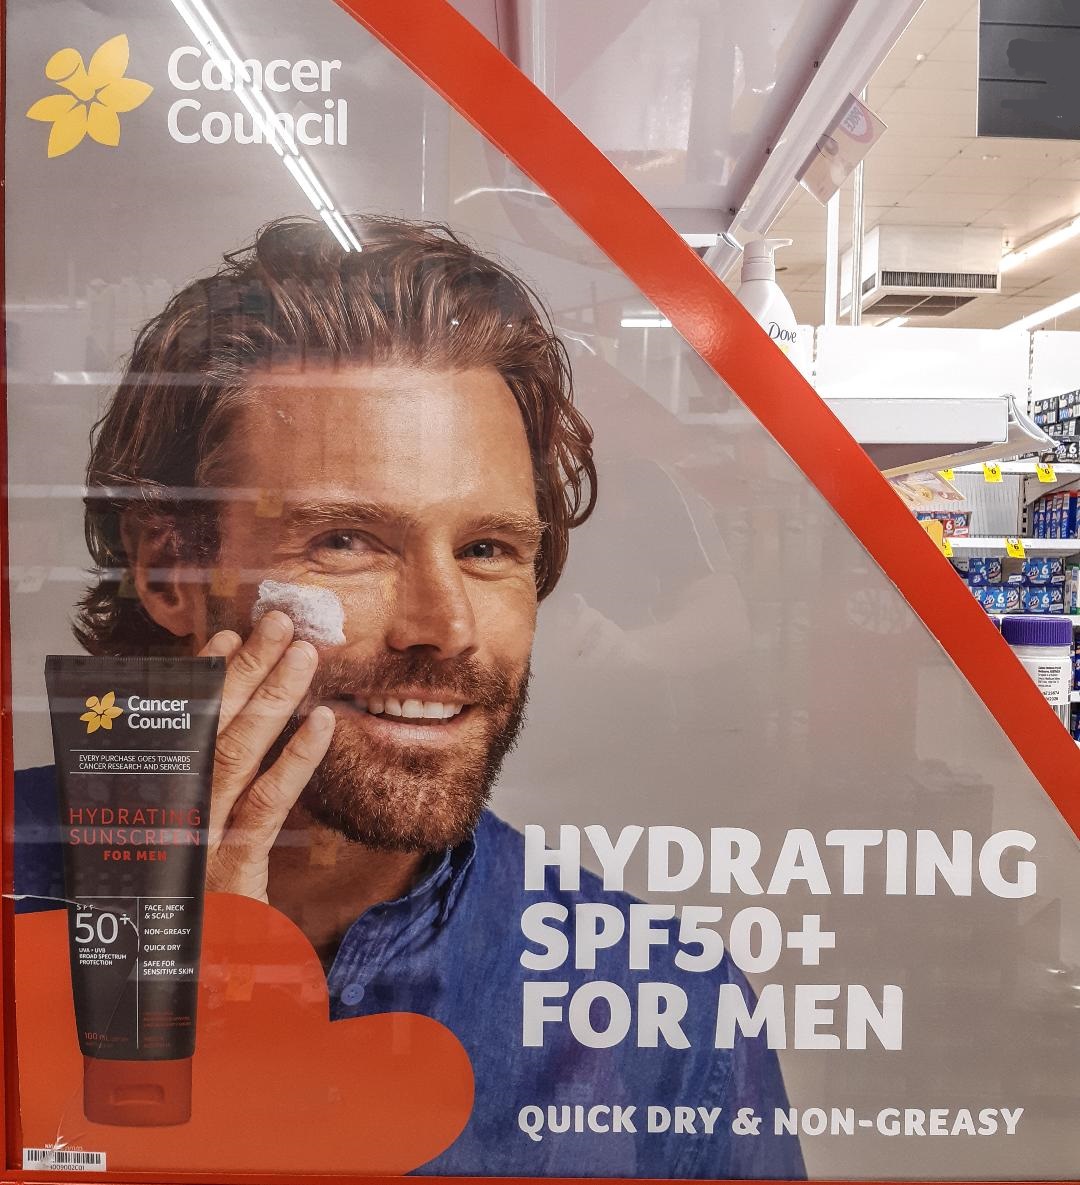 Cancer
Council
Dove
Cancer
Council
EVERY PURCHASE GOES TOWARDS
CANCER RESEARCH AND SERVICES
HYDRATING
SUNSCREEN
FOR MEN
SPF
50+
UVA + UVB
BROAD SPECTRUM
PROTECTION
FACE, NECK
& SCALP
NON-GREASY
QUICK DRY
SAFE FOR
SENSITIVE SKIN
100 mL
HYDRATING
SPF50+
FOR MEN
QUICK DRY & NON-GREASY